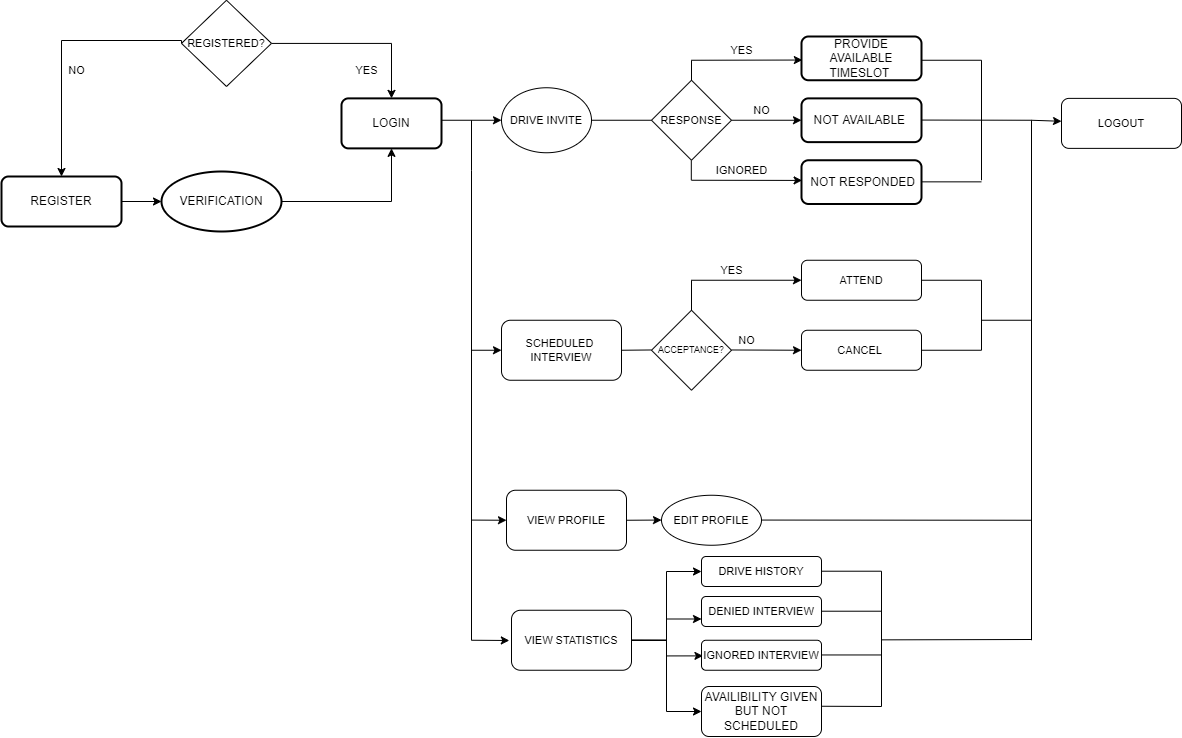 REGISTERED?
NO
YES
REGISTER
VERIFICATION
LOGIN
DRIVE INVITE
RESPONSE
YES
NO
IGNORED
PROVIDE
AVAILABLE
TIMESLOT
NOT AVAILABLE
NOT RESPONDED
LOGOUT
SCHEDULED
INTERVIEW
ACCEPTANCE?
YES
NO
ATTEND
CANCEL
VIEW PROFILE
EDIT PROFILE
VIEW STATISTICS
DRIVE HISTORY
DENIED INTERVIEW
IGNORED INTERVIEW
AVAILIBILITY GIVEN
BUT NOT
SCHEDULED